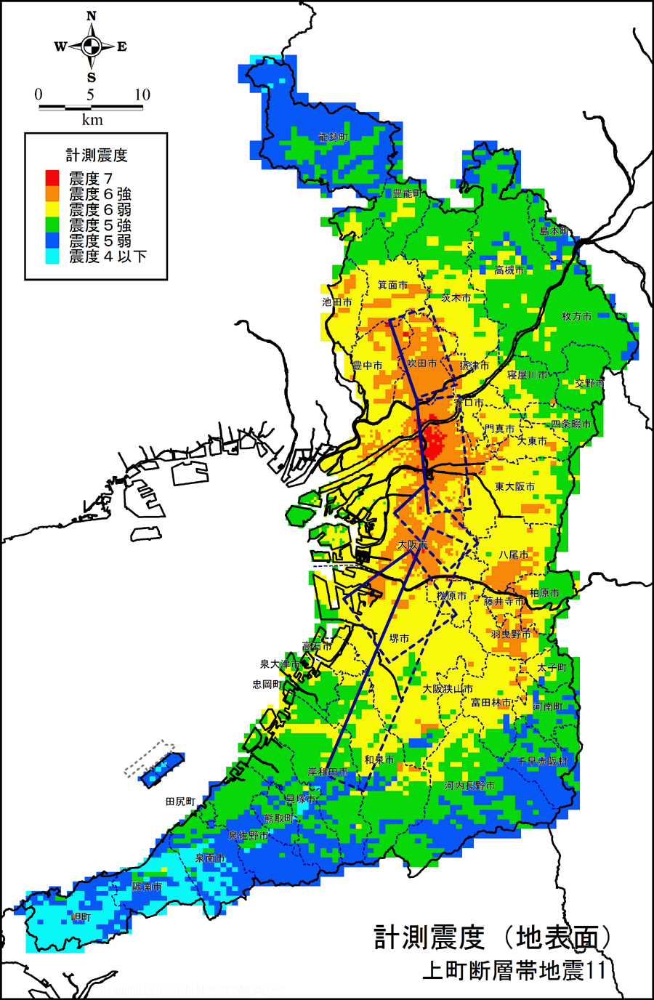 N
W E
S
0 5 10
km
計測震度
震度７
震度６強
震度６弱
震度５強
震度５弱
震度４以下
能勢町
豊能町
島本町
高槻市
箕面市
茨木市
池田市
枚方市
豊中市
吹田市
摂津市
寝屋川市
交野市
守口市
四条畷市
門真市
大東市
東大阪市
大阪市
八尾市
松原市
藤井寺市
柏原市
羽曳野市
堺市
高石市
泉大津市
太子町
忠岡町
大阪狭山市
富田林市
河南町
和泉市
千早赤阪村
岸和田市
河内長野市
田尻町
貝塚市
熊取町
泉佐野市
泉南市
阪南市
岬町
計測震度（地表面）
上町断層帯地震11
mapping by Takashi MURAKAMI @ GRI